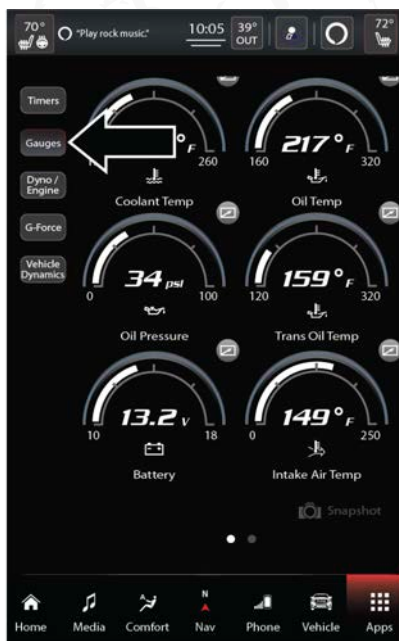 70°
"Play rock music."
10:05
39°
OUT
72°
Timers
Gauges
Dyno /
Engine
G-Force
Vehicle
Dynamics
° F
260
Coolant Temp
217° F
160
320
Oil Temp
34 psi
0
100
Oil Pressure
159° F
120
320
Trans Oil Temp
13.2 v
10
18
Battery
149° F
0
250
Intake Air Temp
Snapshot
N
Home Media Comfort Nav Phone Vehicle Apps